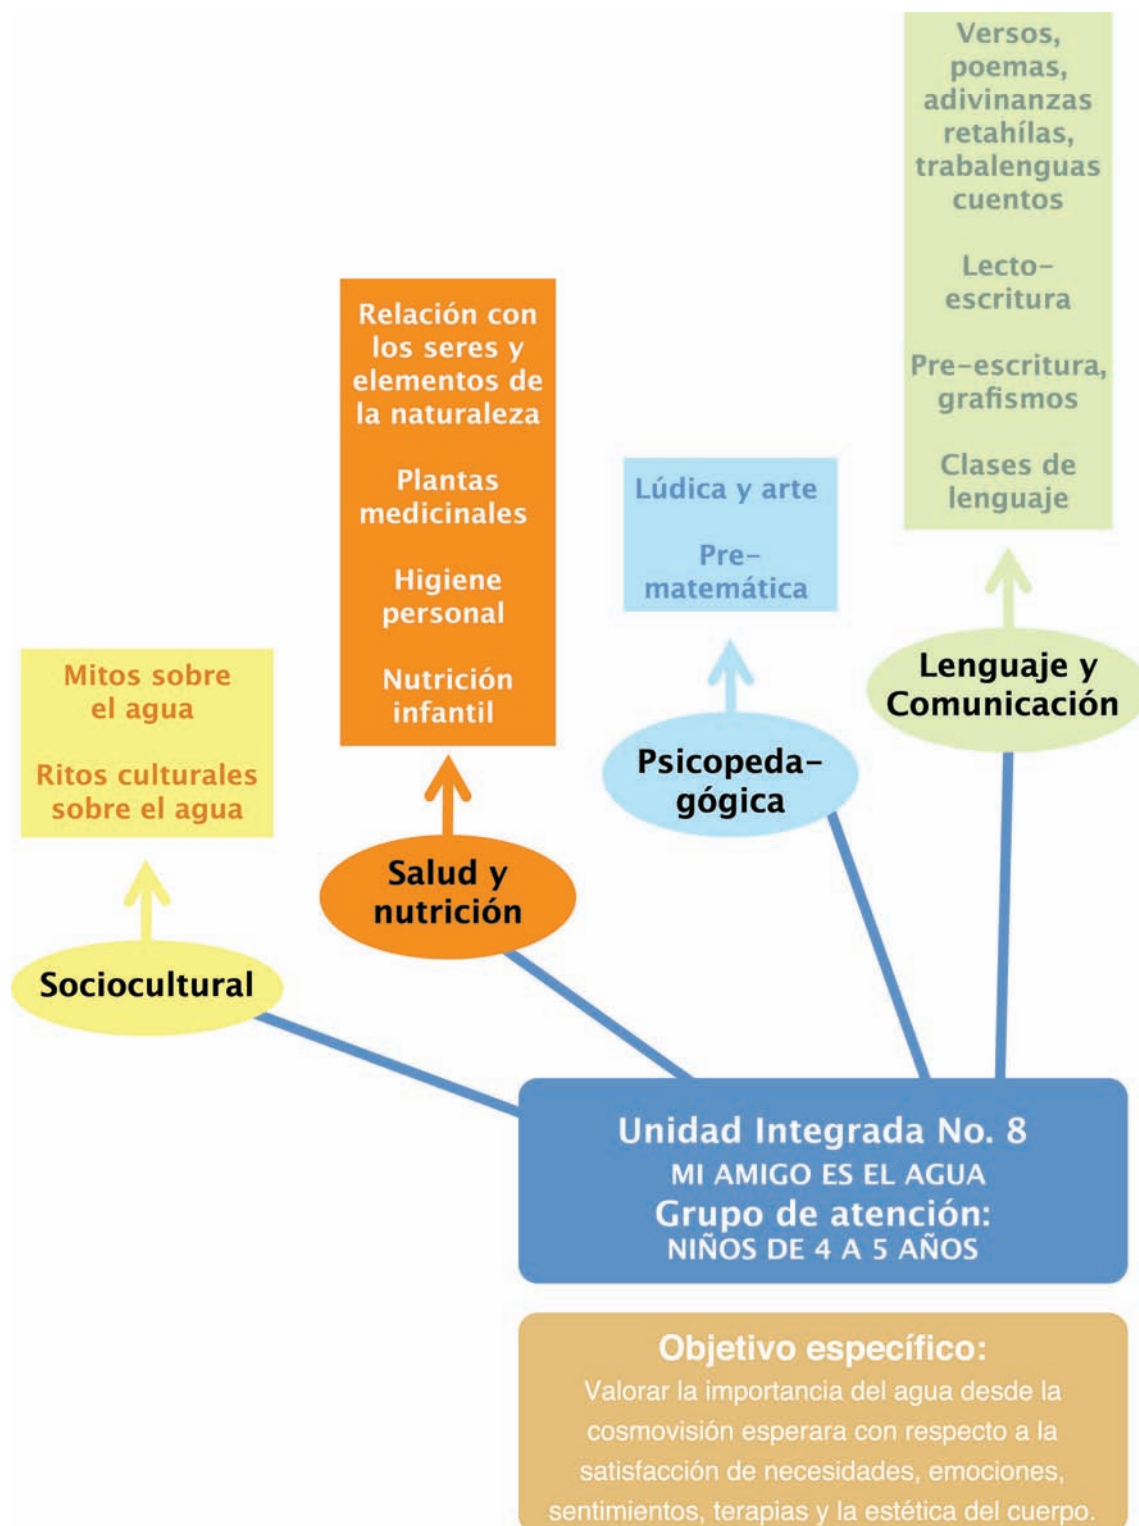 Versos,
poemas,
adivinanzas
retahílas,
trabalenguas
cuentos
Lecto-
escritura
Pre-escritura,
grafismos
Clases de
lenguaje
Relación con
los seres y
elementos de
la naturaleza
Plantas
medicinales
Higiene
personal
Nutrición
infantil
Lúdica y arte
Pre-
matemática
Mitos sobre
el agua
Ritos culturales
sobre el agua
Lenguaje y
Comunicación
Psicopeda-
gógica
Salud y
nutrición
Sociocultural
Unidad Integrada No. 8
MI AMIGO ES EL AGUA
Grupo de atención:
NIÑOS DE 4 A 5 AÑOS
Objetivo específico:
Valorar la importancia del agua desde la
cosmovisión esperara con respecto a la
satisfacción de necesidades, emociones,
sentimientos, terapias y la estética del cuerpo.